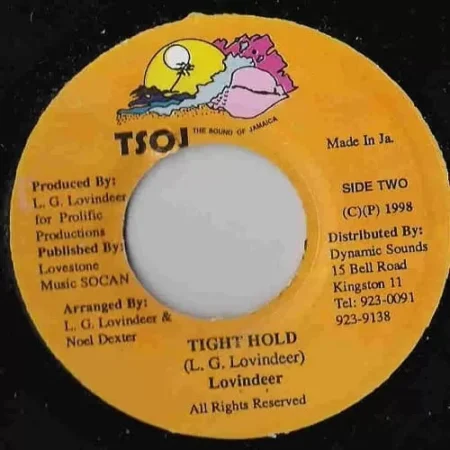 TSOJ THE SOUND OF JAMAICA
Made In Ja.
Produced By:
L. G. Lovindeer
for Prolific
Productions
Published By:
Lovestone
Music SOCAN
Arranged By:
L. G. Lovindeer &
Noel Dexter
SIDE TWO
(C)(P) 1998
Distributed By:
Dynamic Sounds
15 Bell Road
Kingston 11
Tel: 923-0091
923-9138
TIGHT HOLD
(L. G. Lovindeer)
Lovindeer
All Rights Reserved